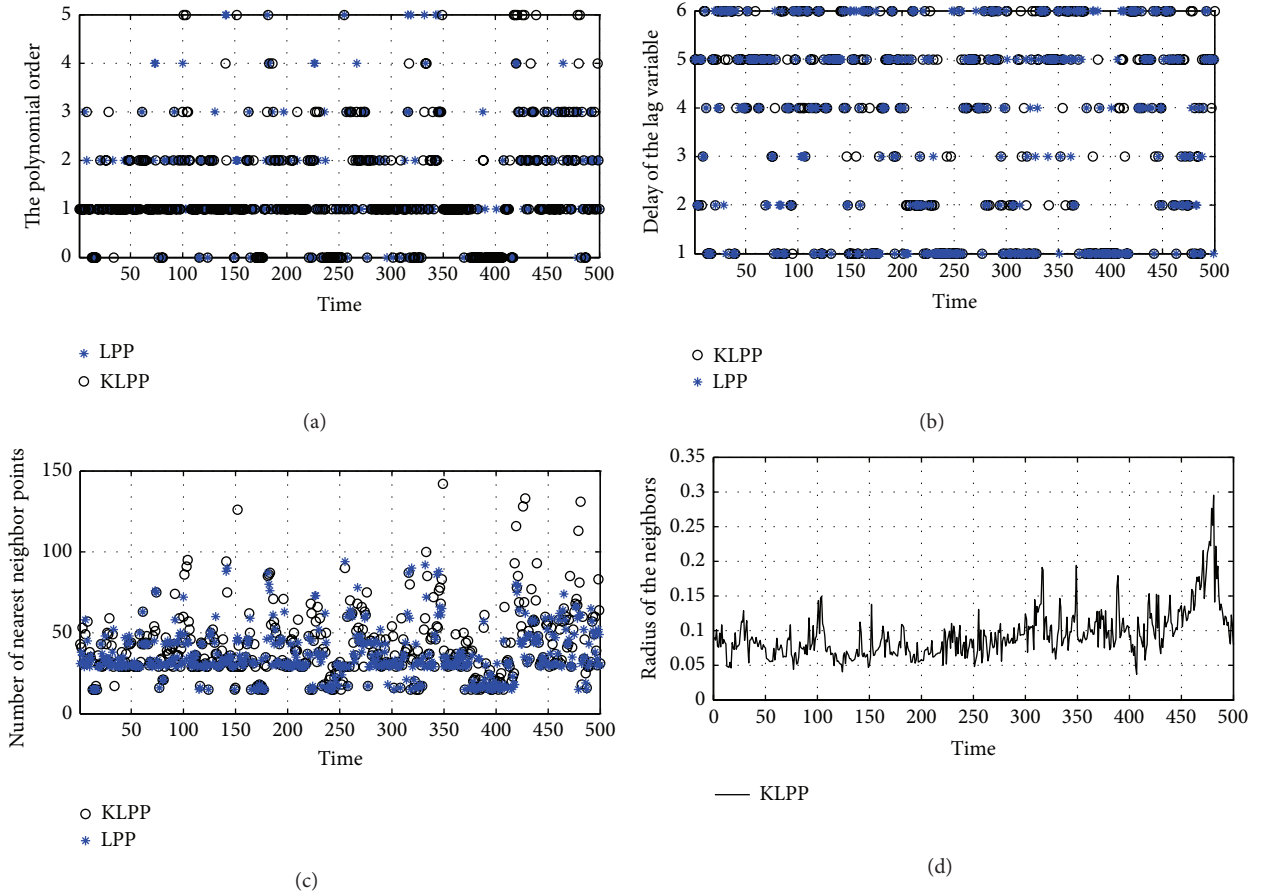 The polynomial order
5
4
3
2
1
0
50 100 150 200 250 300 350 400 450 500
Time
LPP
KLPP
(a)
Delay of the lag variable
6
5
4
3
2
1
50 100 150 200 250 300 350 400 450 500
Time
KLPP
LPP
(b)
Number of nearest neighbor points
150
100
50
0
50 100 150 200 250 300 350 400 450 500
Time
KLPP
LPP
(c)
Radius of the neighbors
0.35
0.3
0.25
0.2
0.15
0.1
0.05
0 50 100 150 200 250 300 350 400 450 500
Time
KLPP
(d)